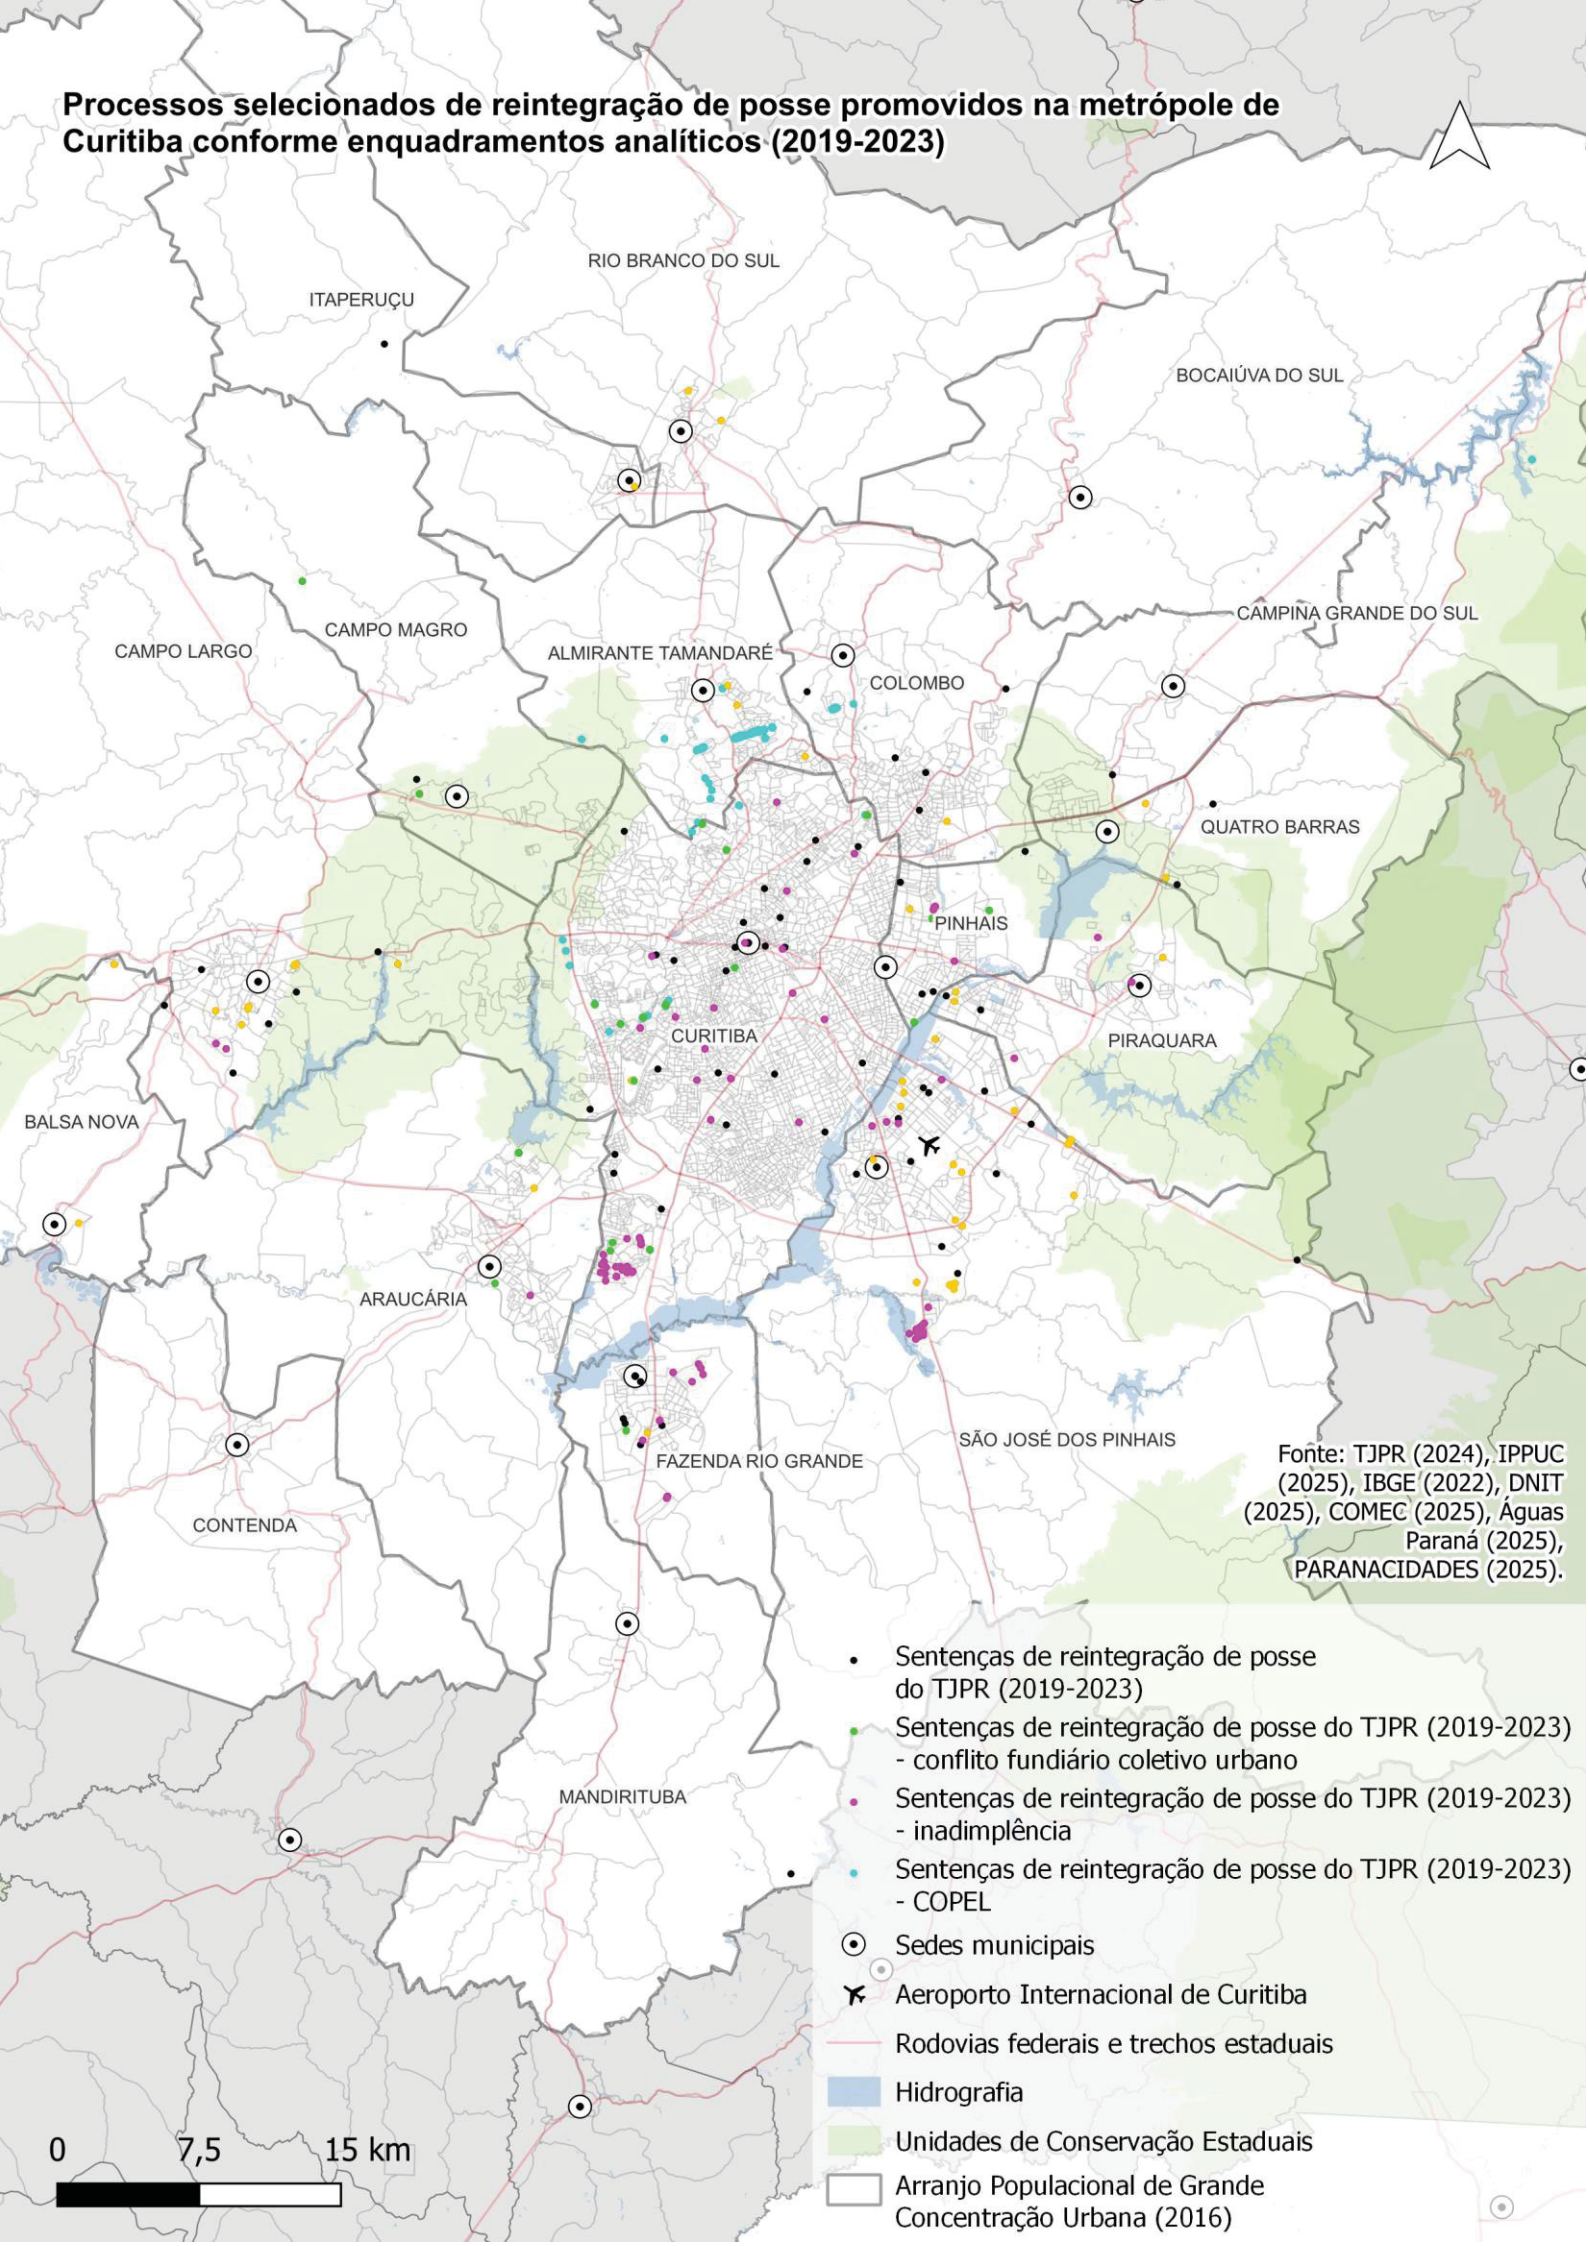 Processos selecionados de reintegração de posse promovidos na metrópole de
Curitiba conforme enquadramentos analíticos (2019-2023)
RIO BRANCO DO SUL
ITAPERUÇU
BOCAIÚVA DO SUL
CAMPINA GRANDE DO SUL
CAMPO MAGRO
CAMPO LARGO
ALMIRANTE TAMANDARÉ
COLOMBO
QUATRO BARRAS
PINHAIS
CURITIBA
PIRAQUARA
BALSA NOVA
ARAUCÁRIA
SÃO JOSÉ DOS PINHAIS
FAZENDA RIO GRANDE
CONTENDA
MANDIRITUBA
Fonte: TJPR (2024), IPPUC
(2025), IBGE (2022), DNIT
(2025), COMEC (2025), Águas
Paraná (2025),
PARANACIDADES (2025).
Sentenças de reintegração de posse
do TJPR (2019-2023)
Sentenças de reintegração de posse do TJPR (2019-2023)
- conflito fundiário coletivo urbano
Sentenças de reintegração de posse do TJPR (2019-2023)
- inadimplência
Sentenças de reintegração de posse do TJPR (2019-2023)
- COPEL
Sedes municipais
Aeroporto Internacional de Curitiba
Rodovias federais e trechos estaduais
Hidrografia
Unidades de Conservação Estaduais
Arranjo Populacional de Grande
Concentração Urbana (2016)
0 7,5 15 km